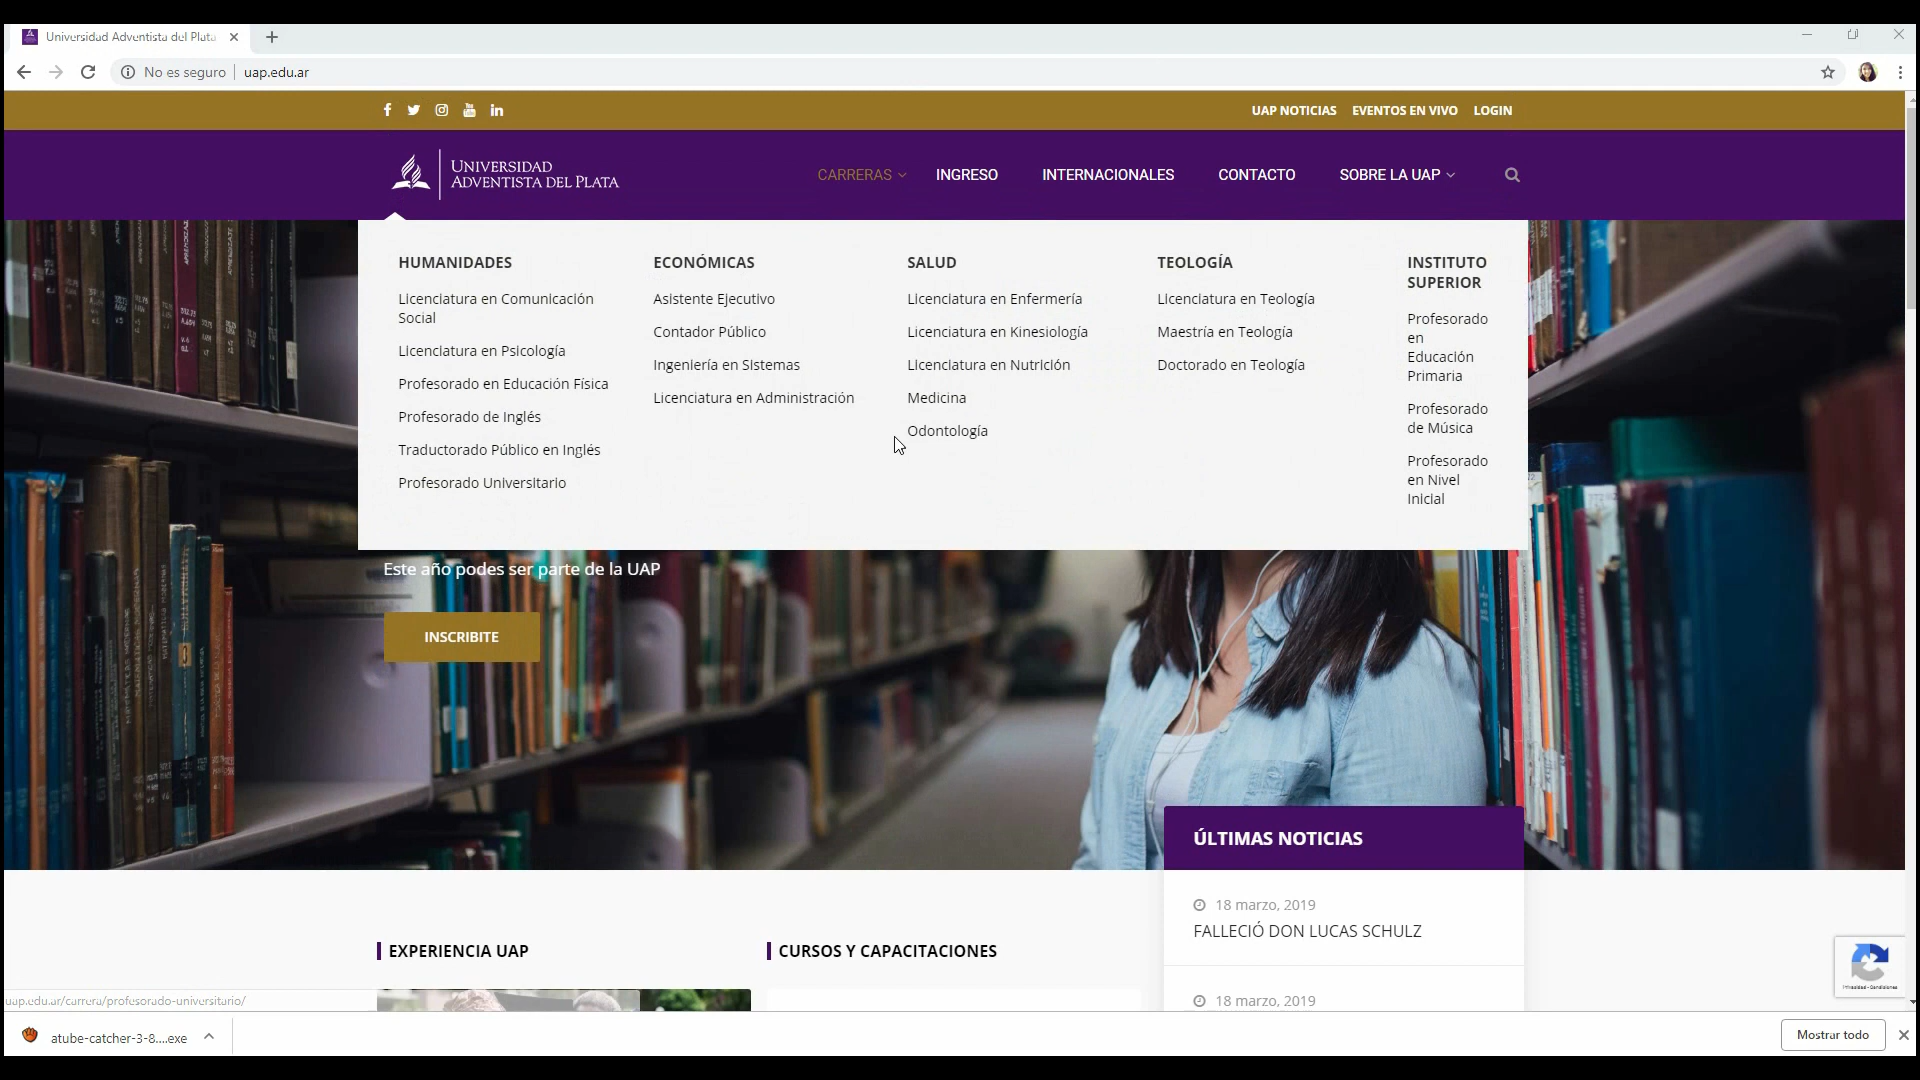 Universidad Adventista del Plata
No es seguro
uap.edu.ar
UAP NOTICIAS
EVENTOS EN VIVO
LOGIN
UNIVERSIDAD
ADVENTISTA DEL PLATA
CARRERAS
INGRESO
INTERNACIONALES
CONTACTO
SOBRE LA UAP
HUMANIDADES
Licenciatura en Comunicación
Social
Licenciatura en Psicología
Profesorado en Educación Física
Profesorado de Inglés
Traductorado Público en Inglés
Profesorado Universitario
ECONÓMICAS
Asistente Ejecutivo
Contador Público
Ingeniería en Sistemas
Licenciatura en Administración
SALUD
Licenciatura en Enfermería
Licenciatura en Kinesiología
Licenciatura en Nutrición
Medicina
Odontología
TEOLOGÍA
Licenciatura en Teología
Maestría en Teología
Doctorado en Teología
INSTITUTO
SUPERIOR
Profesorado
en
Educación
Primaria
Profesorado
de Música
Profesorado
en Nivel
Inicial
Este año podes ser parte de la UAP
INSCRIBITE
ÚLTIMAS NOTICIAS
18 marzo, 2019
FALLECIÓ DON LUCAS SCHULZ
18 marzo, 2019
EXPERIENCIA UAP
CURSOS Y CAPACITACIONES
Privacidad - Condiciones
uap.edu.ar/carrera/profesorado-universitario/
atube-catcher-3-8....exe
Mostrar todo